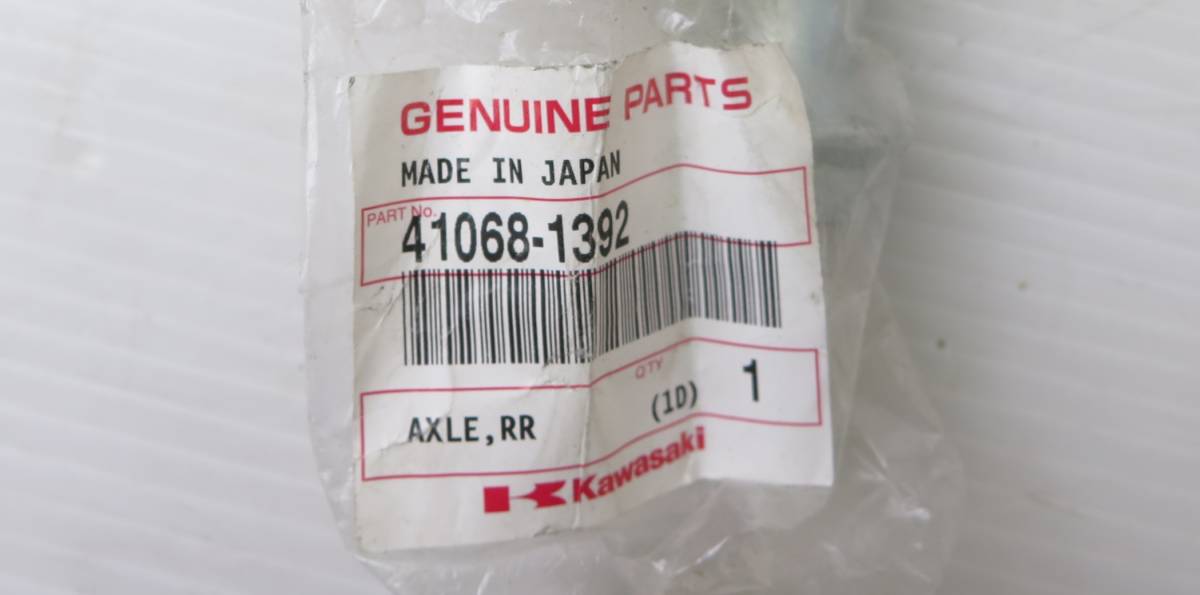 GENUINE PARTS
MADE IN JAPAN
PART No.
41068-1392
QTY
AXLE,RR (1D) 1
Kawasaki